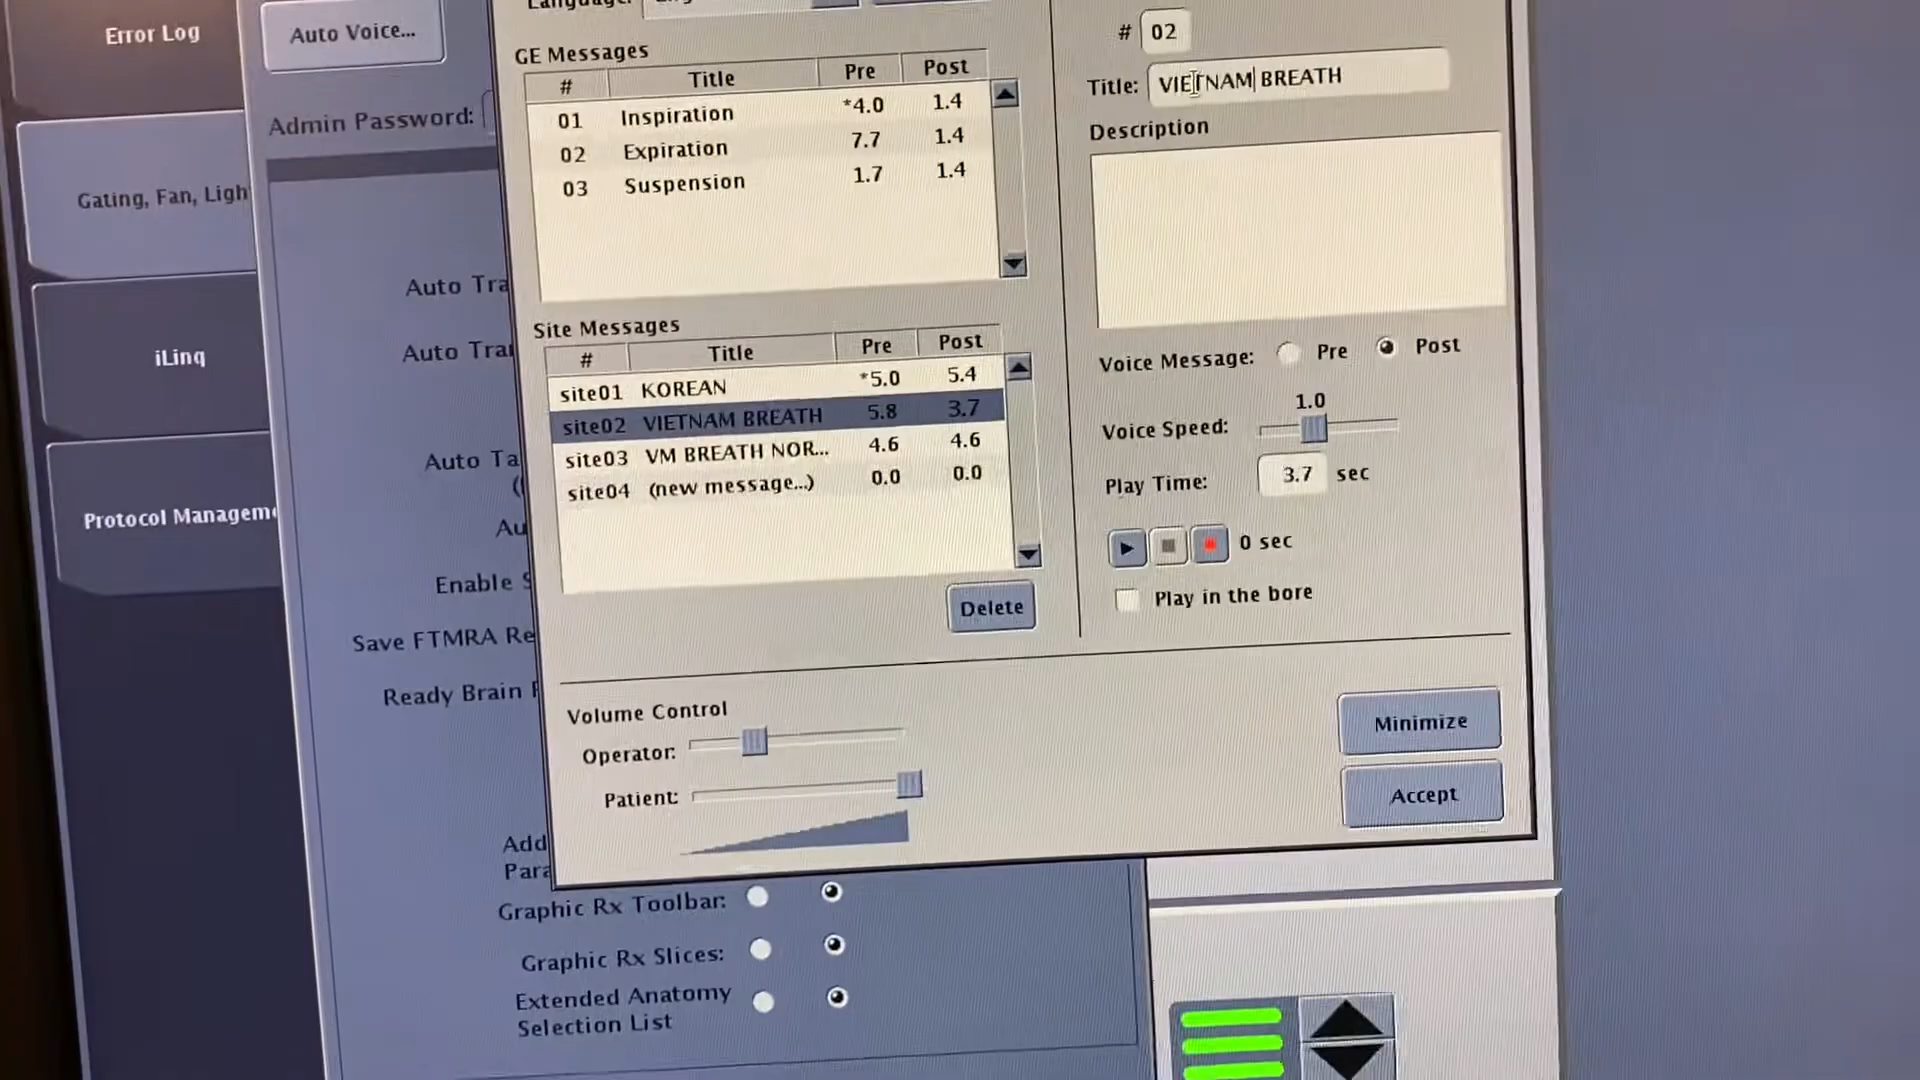 Error Log
Auto Voice...
Language:
GE Messages
# Title Pre Post
01 Inspiration *4.0 1.4
02 Expiration 7.7 1.4
03 Suspension 1.7 1.4
# 02
Title: VIETNAM BREATH
Description
Admin Password:
Gating, Fan, Ligh
iLinq
Protocol Managem
Auto Tra
Auto Tra
Auto Ta
(
Au
Enable S
Save FTMRA Re
Ready Brain
Site Messages
# Title Pre Post
site01 KOREAN *5.0 5.4
site02 VIETNAM BREATH 5.8 3.7
site03 VM BREATH NOR... 4.6 4.6
site04 (new message...) 0.0 0.0
Delete
Voice Message: Pre Post
1.0
Voice Speed:
Play Time: 3.7 sec
0 sec
Play in the bore
Volume Control
Operator:
Patient:
Minimize
Accept
Add
Para
Graphic Rx Toolbar:
Graphic Rx Slices:
Extended Anatomy
Selection List